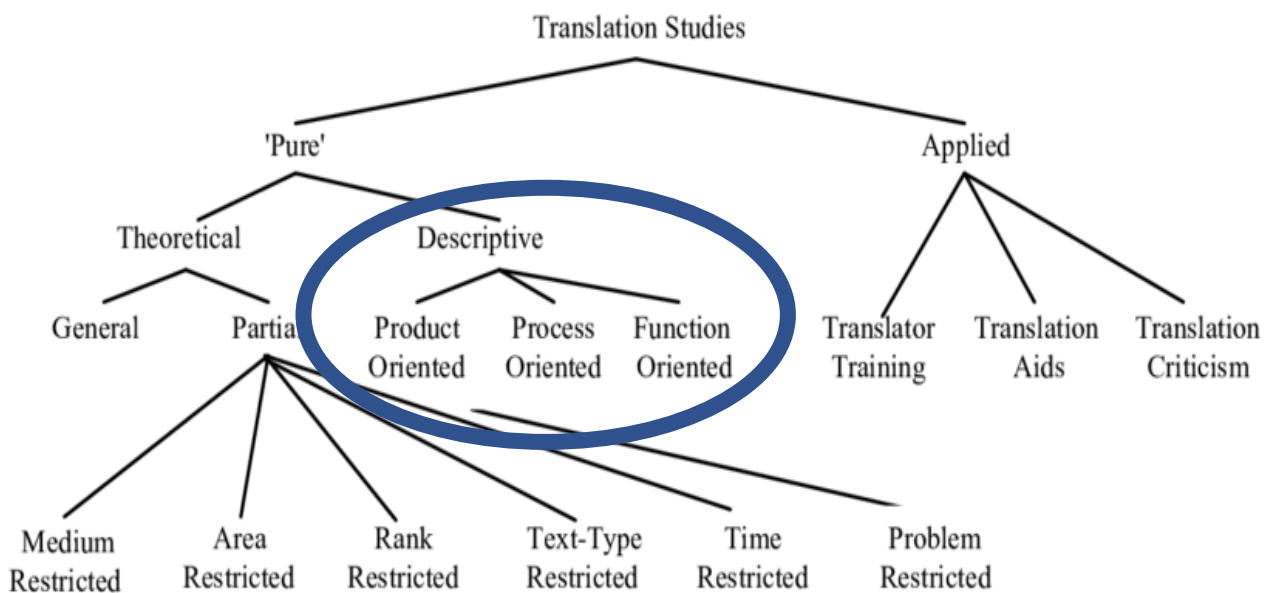 Translation Studies
'Pure'
Applied
Theoretical
Descriptive
General
Partia
Product
Oriented
Process
Oriented
Function
Oriented
Translator
Training
Translation
Aids
Translation
Criticism
Medium
Restricted
Area
Restricted
Rank
Restricted
Text-Type
Restricted
Time
Restricted
Problem
Restricted